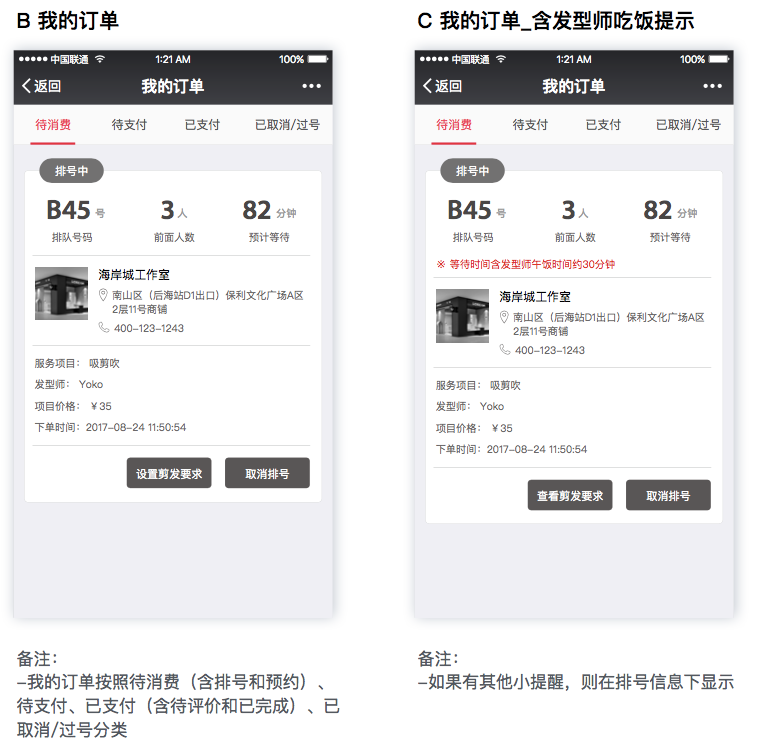 B 我的订单
中国联通 1:21 AM 100%
返回 我的订单
待消费 待支付 已支付 已取消/过号
排号中
B45 号 3 人 82 分钟
排队号码 前面人数 预计等待
海岸城工作室
南山区（后海站D1出口）保利文化广场A区
2层11号商铺
400-123-1243
服务项目： 吸剪吹
发型师： Yoko
项目价格： ￥35
下单时间：2017-08-24 11:50:54
设置剪发要求 取消排号
备注：
-我的订单按照待消费（含排号和预约）、
待支付、已支付（含待评价和已完成）、已
取消/过号分类
C 我的订单_含发型师吃饭提示
中国联通 1:21 AM 100%
返回 我的订单
待消费 待支付 已支付 已取消/过号
排号中
B45 号 3 人 82 分钟
排队号码 前面人数 预计等待
※ 等待时间含发型师午饭时间约30分钟
海岸城工作室
南山区（后海站D1出口）保利文化广场A区
2层11号商铺
400-123-1243
服务项目： 吸剪吹
发型师： Yoko
项目价格： ￥35
下单时间：2017-08-24 11:50:54
查看剪发要求 取消排号
备注：
-如果有其他小提醒，则在排号信息下显示